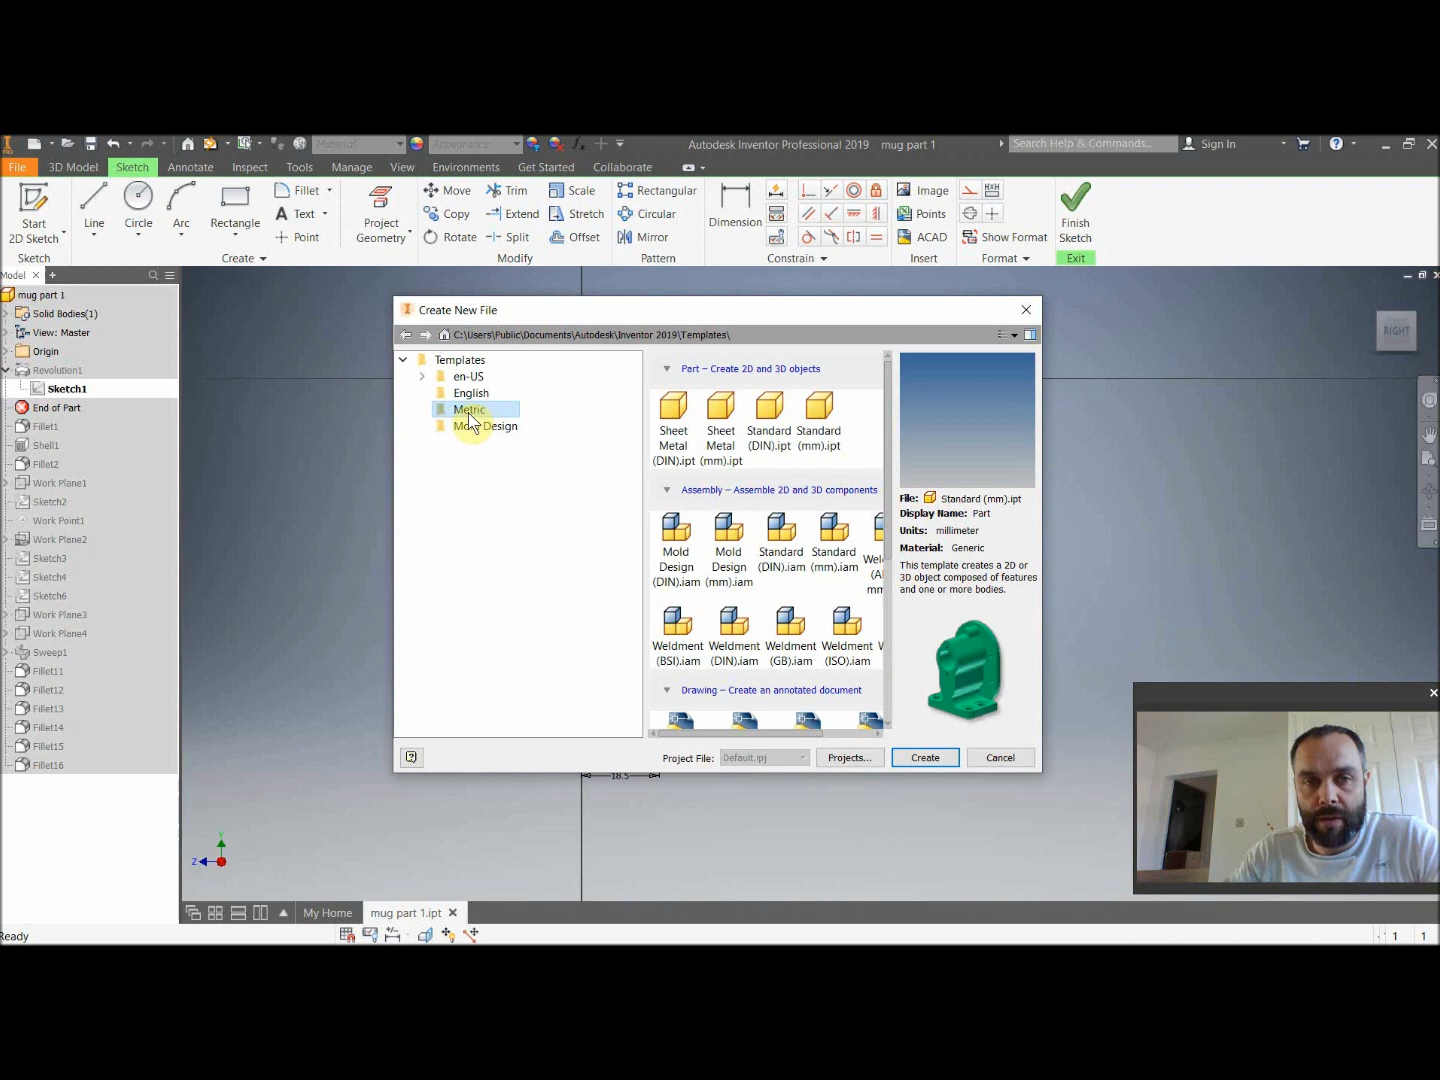 Material
Appearance
Autodesk Inventor Professional 2019 mug part 1
Search Help & Commands...
Sign In
File
3D Model
Sketch
Annotate
Inspect
Tools
Manage
View
Environments
Get Started
Collaborate
Start
2D Sketch
Line
Circle
Arc
Rectangle
Fillet
Text
Point
Project
Geometry
Move
Copy
Rotate
Trim
Extend
Split
Scale
Stretch
Offset
Rectangular
Circular
Mirror
Dimension
Image
Points
ACAD
Show Format
Finish
Sketch
Sketch
Create
Modify
Pattern
Constrain
Insert
Format
Exit
Model
mug part 1
Solid Bodies(1)
View: Master
Origin
Revolution1
Sketch1
End of Part
Fillet1
Shell1
Fillet2
Work Plane1
Sketch2
Work Point1
Work Plane2
Sketch3
Sketch4
Sketch6
Work Plane3
Work Plane4
Sweep1
Fillet11
Fillet12
Fillet13
Fillet14
Fillet15
Fillet16
RIGHT
Create New File
C:\Users\Public\Documents\Autodesk\Inventor 2019\Templates\
Templates
en-US
English
Metric
Design
Part – Create 2D and 3D objects
Sheet
Metal
(DIN).ipt
Sheet
Metal
(mm).ipt
Standard
(DIN).ipt
Standard
(mm).ipt
Assembly – Assemble 2D and 3D components
Mold
Design
(DIN).iam
Mold
Design
(mm).iam
Standard
(DIN).iam
Standard
(mm).iam
Weldment
(BSI).iam
Weldment
(DIN).iam
Weldment
(GB).iam
Weldment
(ISO).iam
Drawing – Create an annotated document
File: Standard (mm).ipt
Display Name: Part
Units: millimeter
Material: Generic
This template creates a 2D or
3D object composed of features
and one or more bodies.
Project File: Default.ipj
Projects...
Create
Cancel
18.5
Y
Z
My Home
mug part 1.ipt
Ready
1
1